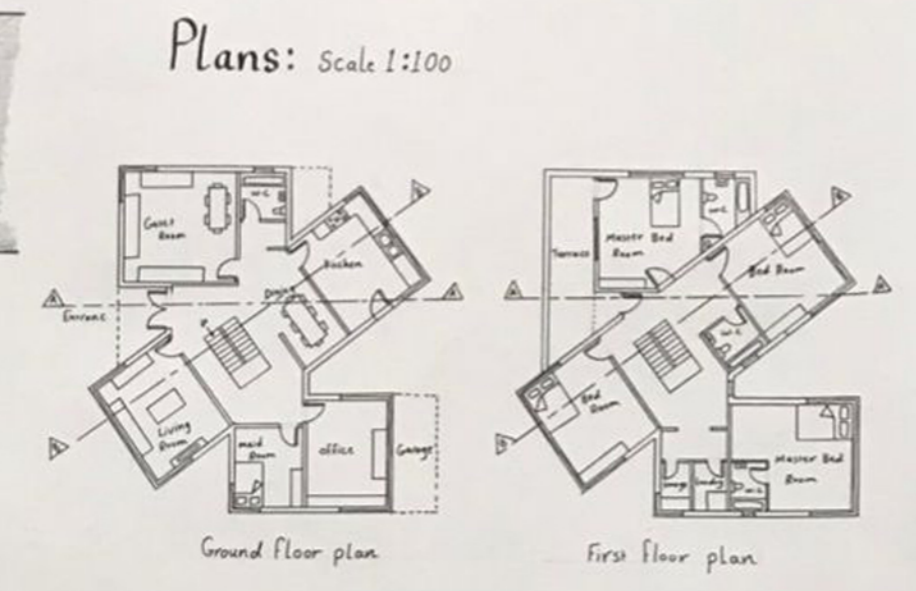 Plans: Scale 1:100
Guest
Room
W.C
Kitchen
Dining
Entranc
Living
Room
maid
Room
office
Garage
Ground floor plan
Terrace
Master Bed
Room
W.C
Bed Room
W.C
Bed
Room
Master Bed
Room
W.C
First floor plan